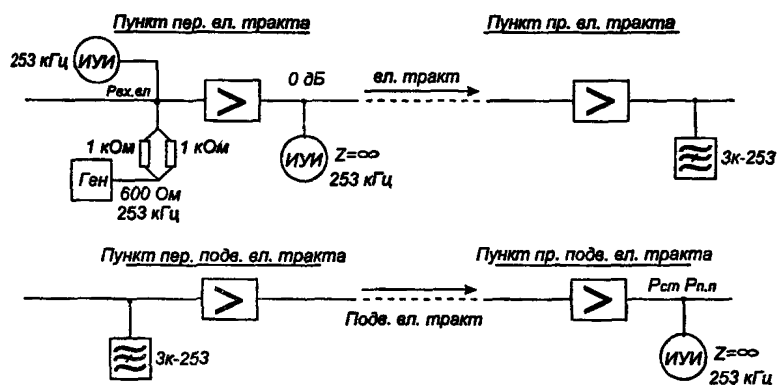 Пункт пер. вл. тракта
Пункт пр. вл. тракта
ИУИ
253 кГц
Рвх.вл
0 дБ
вл. тракт
1 кОм
1 кОм
Ген
600 Ом
253 кГц
ИУИ
Z=∞
253 кГц
Зк-253
Пункт пер. подв. вл. тракта
Пункт пр. подв. вл. тракта
Рст Рп.п
Подв. вл. тракт
Зк-253
ИУИ
Z=∞
253 кГц